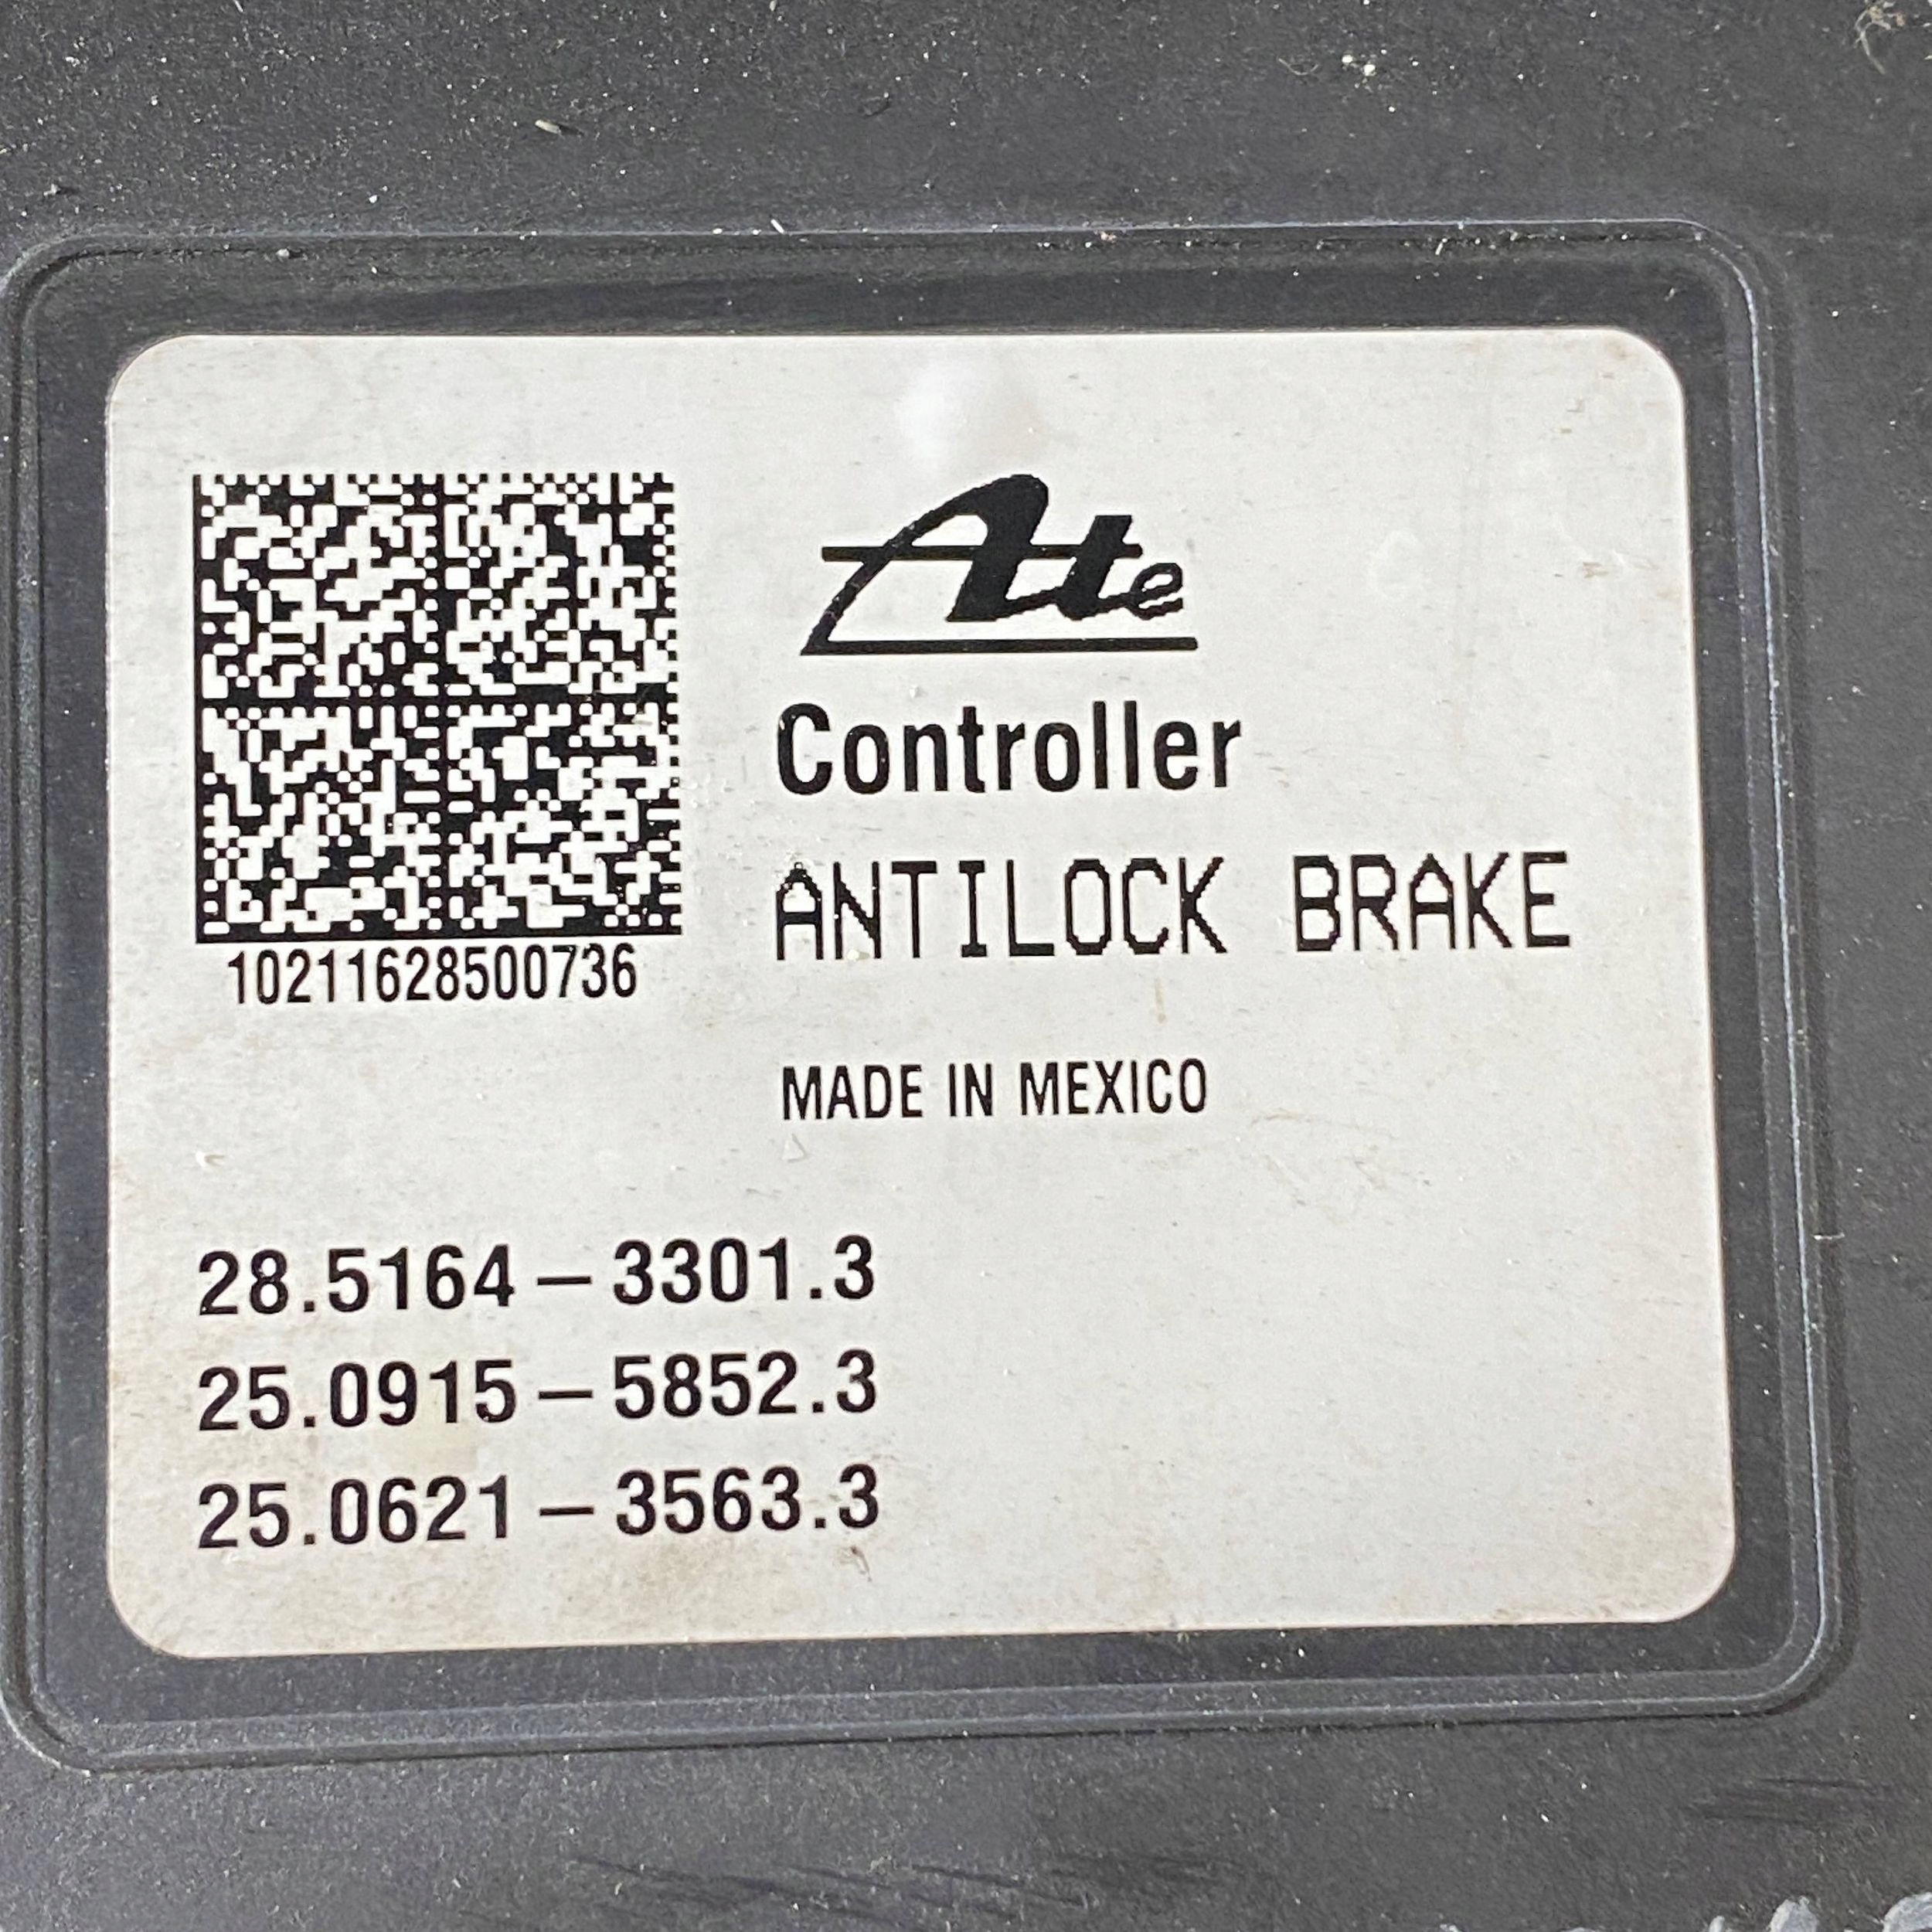 Ate
Controller
ANTILOCK BRAKE
10211628500736
MADE IN MEXICO
28.5164-3301.3
25.0915-5852.3
25.0621-3563.3